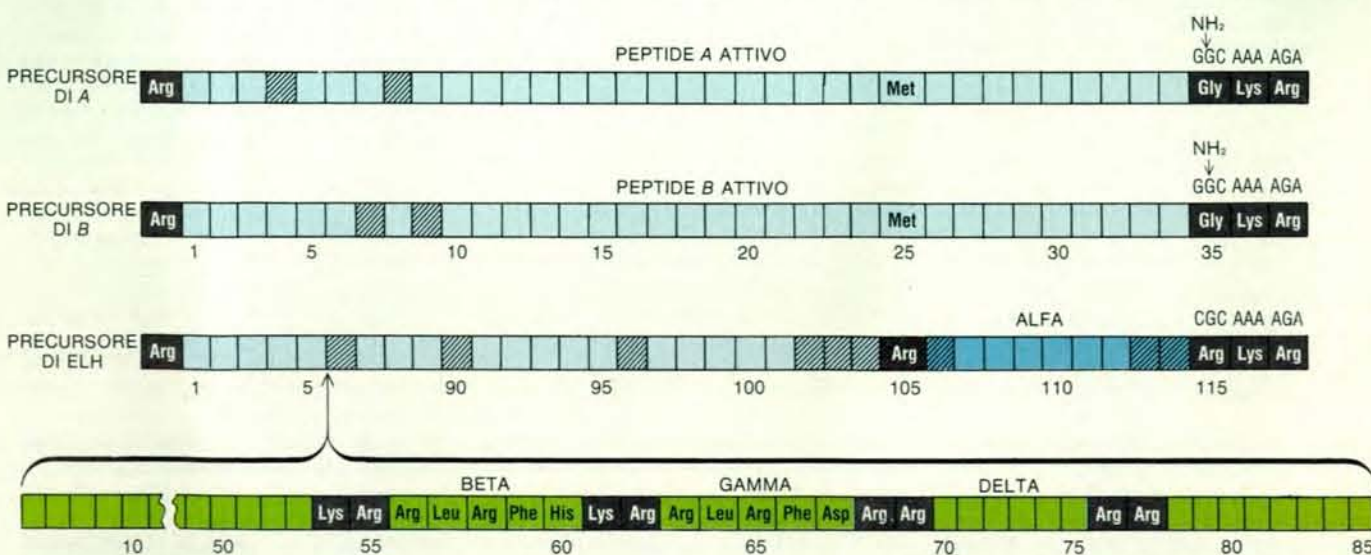 NH₂
PEPTIDE A ATTIVO
GGC AAA AGA
PRECURSORE
DI A
Arg Met Gly Lys Arg
NH₂
PEPTIDE B ATTIVO
GGC AAA AGA
PRECURSORE
DI B
Arg Met Gly Lys Arg
1 5 10 15 20 25 30 35
ALFA
CGC AAA AGA
PRECURSORE
DI ELH
Arg Arg Arg Lys Arg
1 5 90 95 100 105 110 115
BETA GAMMA DELTA
Lys Arg Arg Leu Arg Phe His Lys Arg Arg Leu Arg Phe Asp Arg Arg Arg Arg
10 50 55 60 65 70 75 80 85